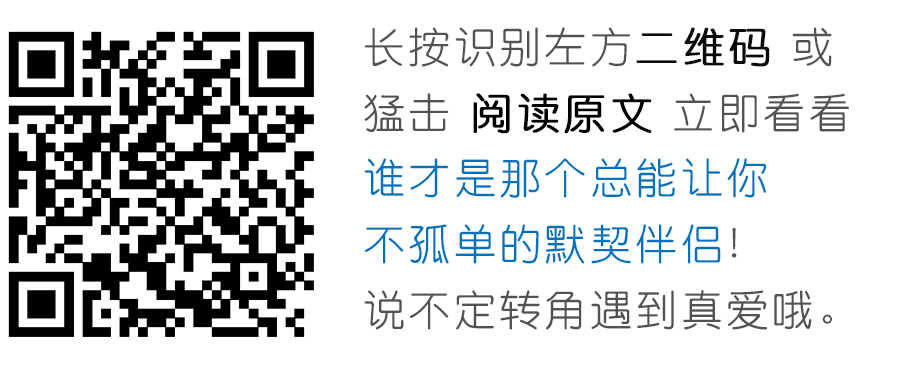 长按识别左方二维码 或
猛击 阅读原文 立即看看
谁才是那个总能让你
不孤单的默契伴侣!
说不定转角遇到真爱哦。